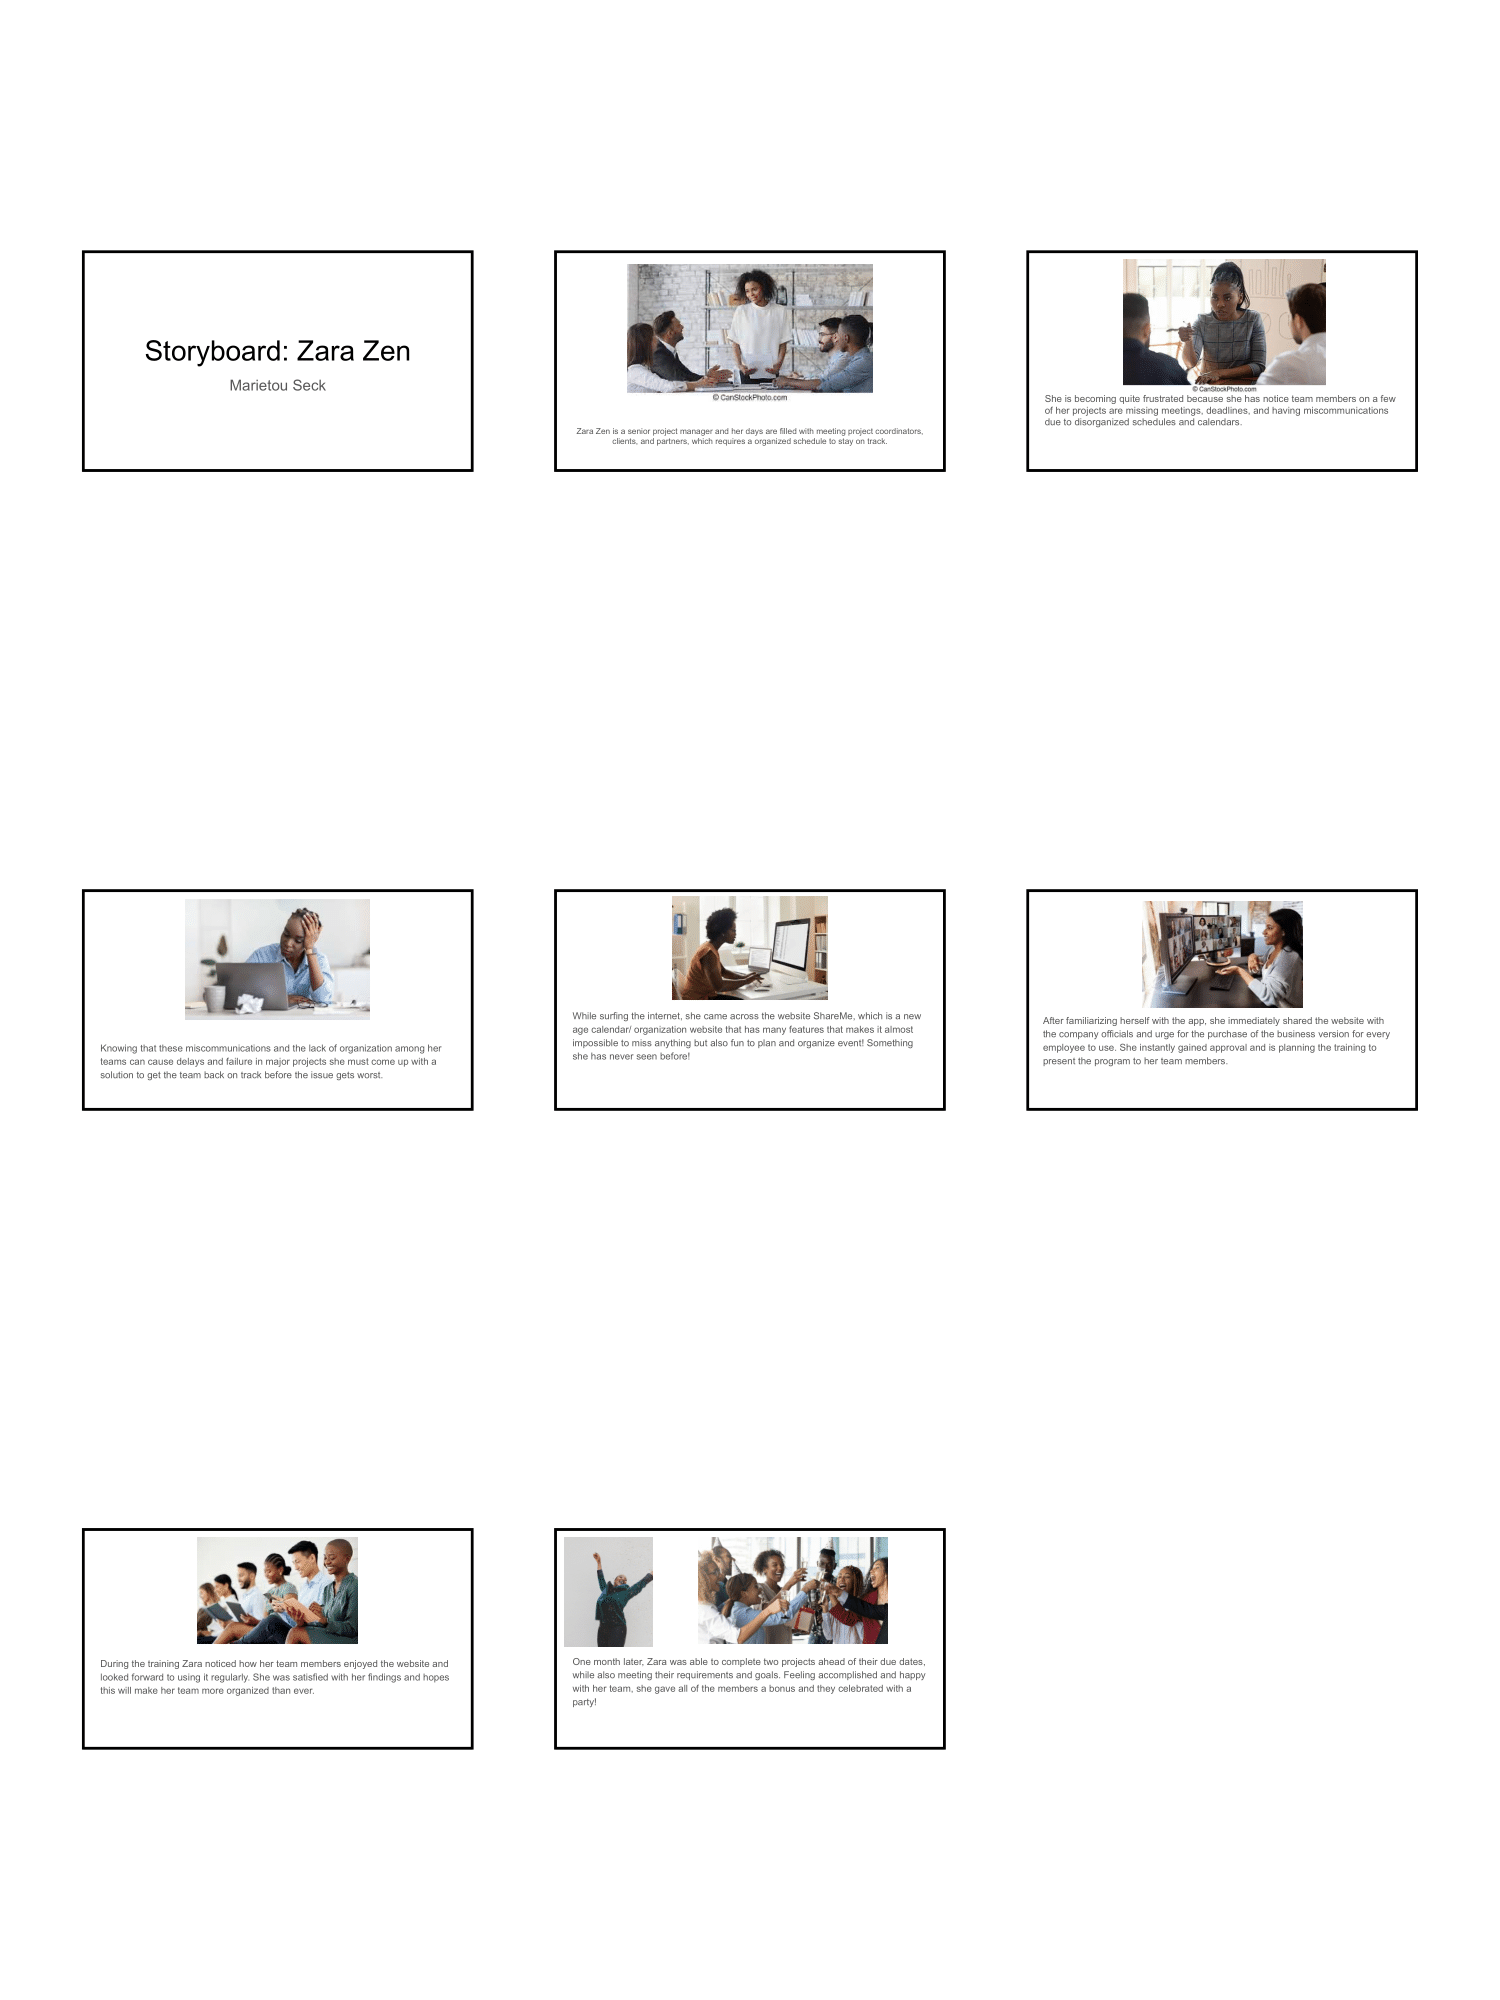 Storyboard: Zara Zen
Marietou Seck
© CanStockPhoto.com
Zara Zen is a senior project manager and her days are filled with meeting project coordinators,
clients, and partners, which requires a organized schedule to stay on track.
© CanStockPhoto.com
She is becoming quite frustrated because she has notice team members on a few
of her projects are missing meetings, deadlines, and having miscommunications
due to disorganized schedules and calendars.
Knowing that these miscommunications and the lack of organization among her
teams can cause delays and failure in major projects she must come up with a
solution to get the team back on track before the issue gets worst.
While surfing the internet, she came across the website ShareMe, which is a new
age calendar/ organization website that has many features that makes it almost
impossible to miss anything but also fun to plan and organize event! Something
she has never seen before!
After familiarizing herself with the app, she immediately shared the website with
the company officials and urge for the purchase of the business version for every
employee to use. She instantly gained approval and is planning the training to
present the program to her team members.
During the training Zara noticed how her team members enjoyed the website and
looked forward to using it regularly. She was satisfied with her findings and hopes
this will make her team more organized than ever.
One month later, Zara was able to complete two projects ahead of their due dates,
while also meeting their requirements and goals. Feeling accomplished and happy
with her team, she gave all of the members a bonus and they celebrated with a
party!